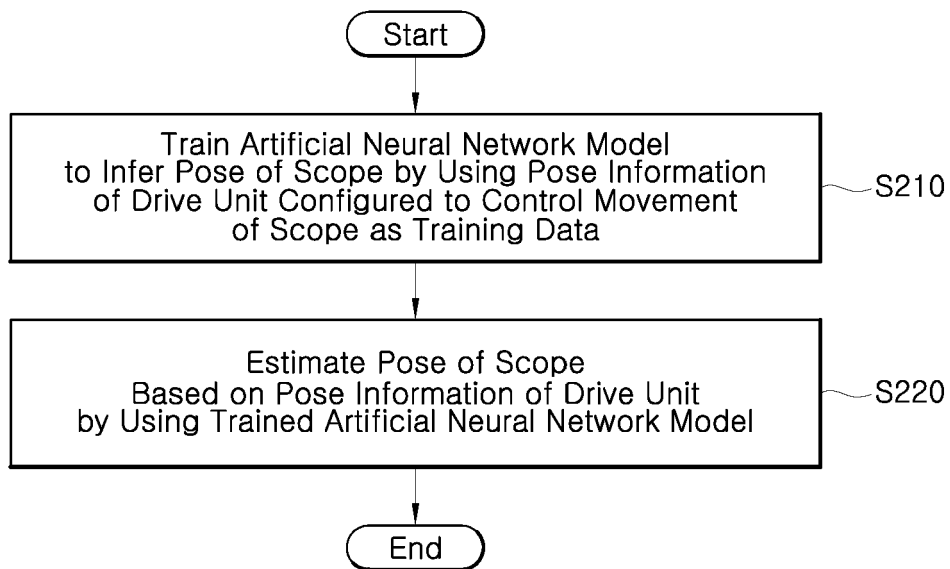 Start
Train Artificial Neural Network Model
to Infer Pose of Scope by Using Pose Information
of Drive Unit Configured to Control Movement
of Scope as Training Data
S210
Estimate Pose of Scope
Based on Pose Information of Drive Unit
by Using Trained Artificial Neural Network Model
S220
End